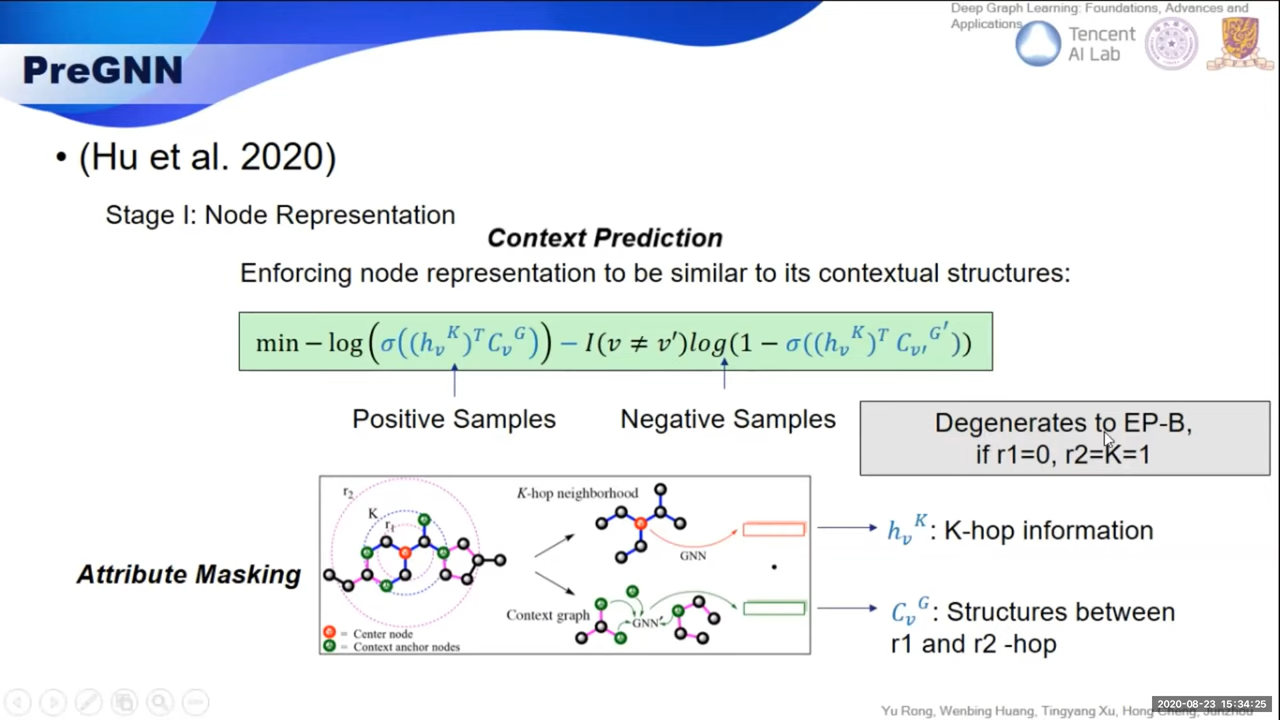 Deep Graph Learning: Foundations, Advances and
Applications
Tencent
AI Lab
PreGNN
• (Hu et al. 2020)
Stage I: Node Representation
Context Prediction
Enforcing node representation to be similar to its contextual structures:
min − log(σ((h_v^K)^T C_v^G)) − I(v ≠ v′)log(1 − σ((h_v^K)^T C_{v′}^{G′}))
Positive Samples
Negative Samples
Degenerates to EP-B,
if r1=0, r2=K=1
r₂
K
r₁
K-hop neighborhood
GNN
Context graph
GNN′
= Center node
= Context anchor nodes
Attribute Masking
h_v^K: K-hop information
C_v^G: Structures between
r1 and r2 -hop
2020-08-23 15:34:25
Yu Rong, Wenbing Huang, Tingyang Xu, Hong Cheng,